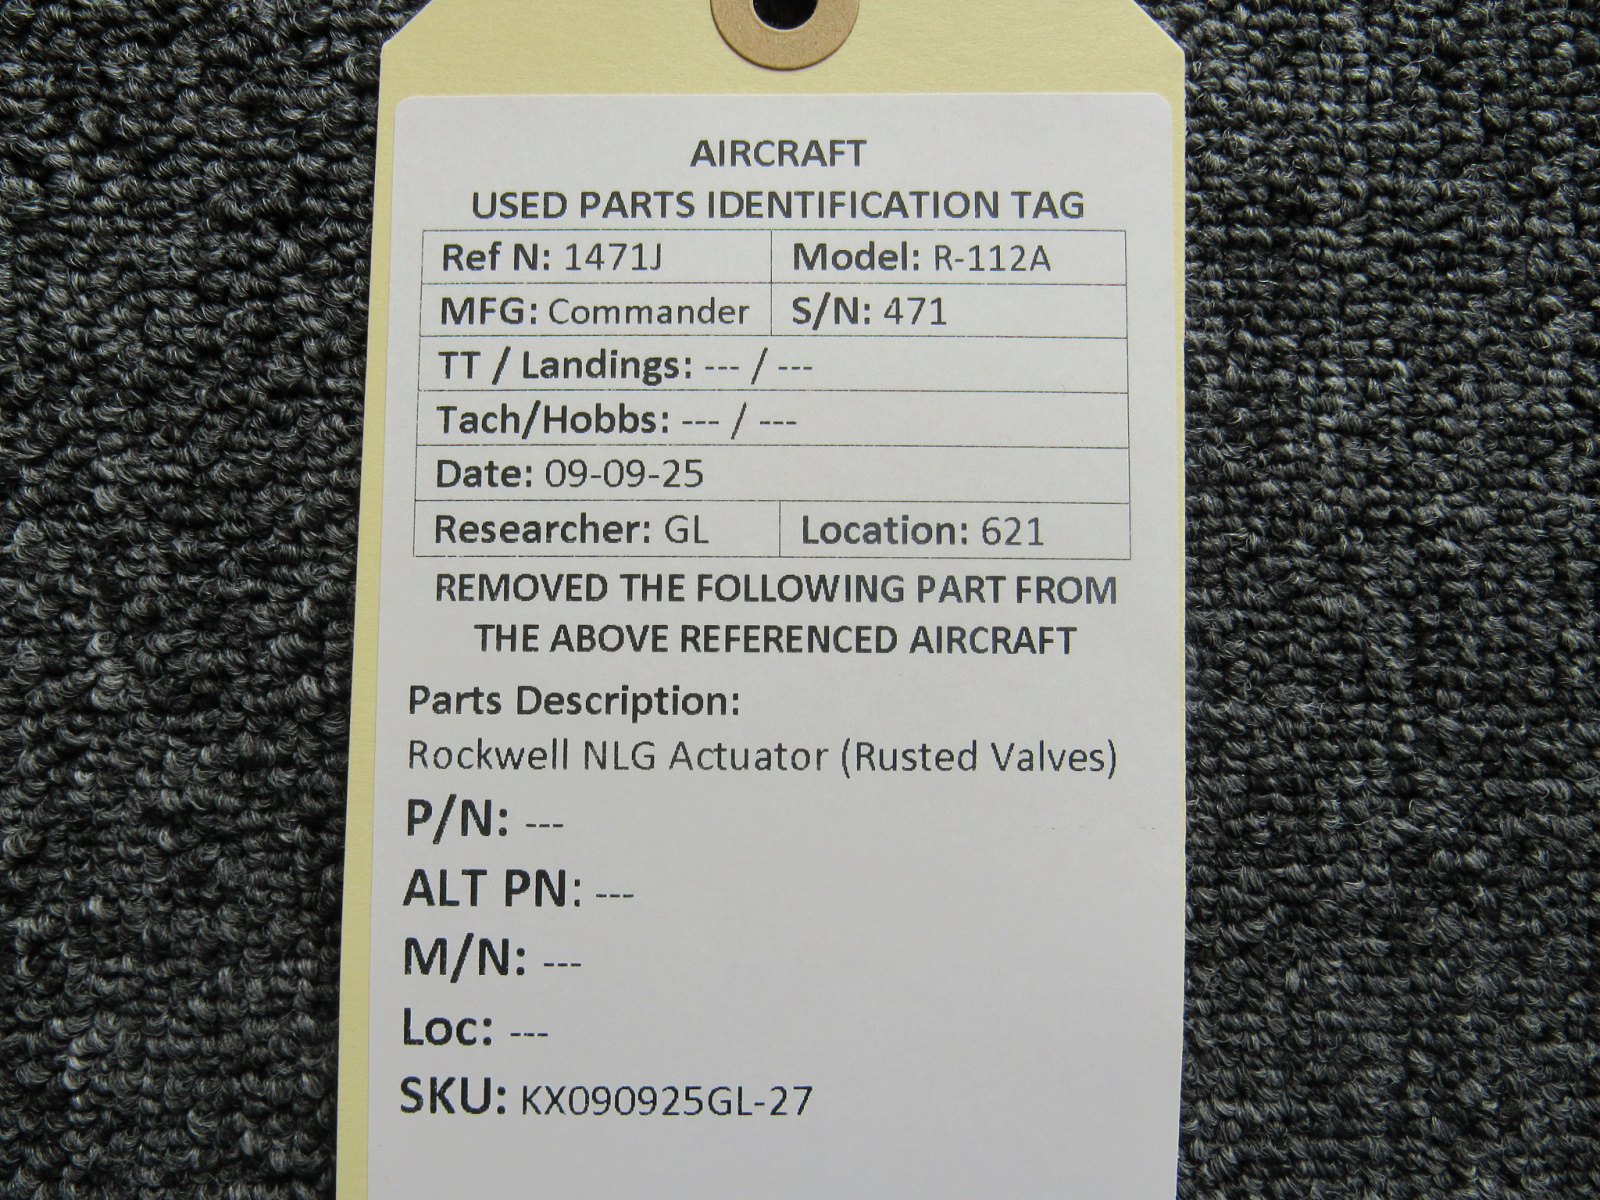 AIRCRAFT
USED PARTS IDENTIFICATION TAG
Ref N: 1471J Model: R-112A
MFG: Commander S/N: 471
TT / Landings: --- / ---
Tach/Hobbs: --- / ---
Date: 09-09-25
Researcher: GL Location: 621
REMOVED THE FOLLOWING PART FROM
THE ABOVE REFERENCED AIRCRAFT
Parts Description:
Rockwell NLG Actuator (Rusted Valves)
P/N: ---
ALT PN: ---
M/N: ---
Loc: ---
SKU: KX090925GL-27